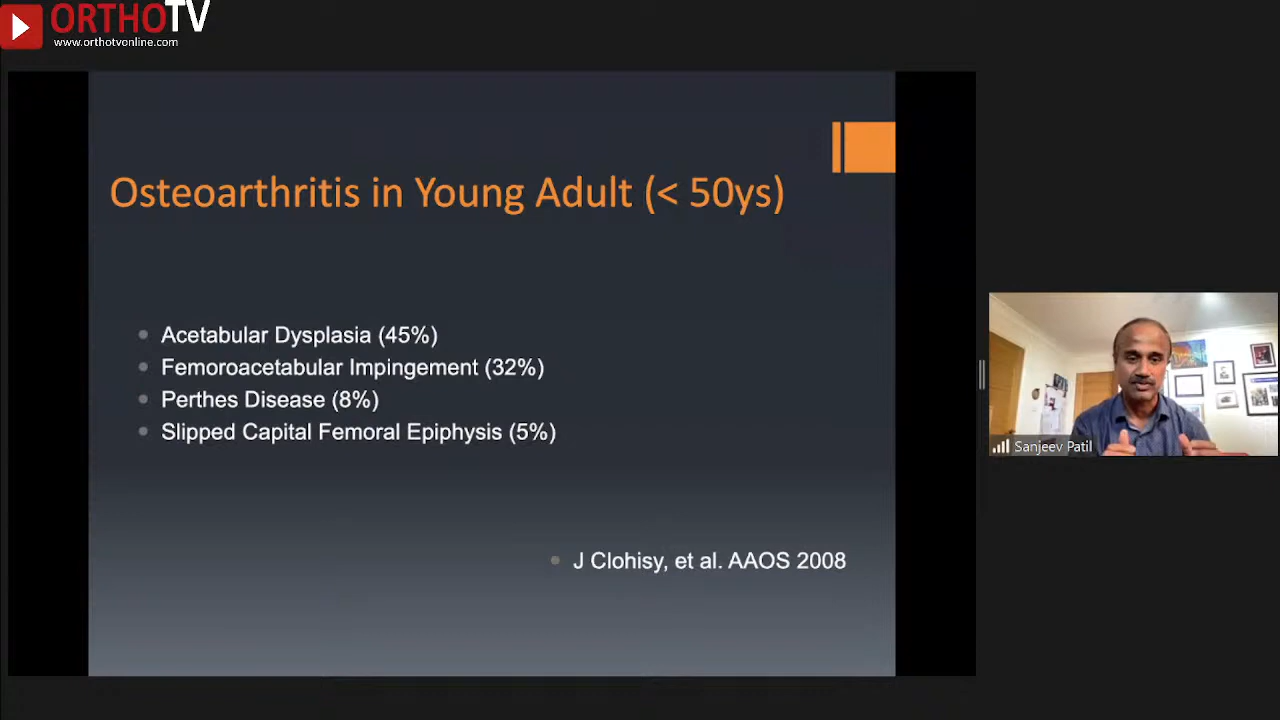 ORTHOTV
www.orthotvonline.com
Osteoarthritis in Young Adult (< 50ys)
Acetabular Dysplasia (45%)
Femoroacetabular Impingement (32%)
Perthes Disease (8%)
Slipped Capital Femoral Epiphysis (5%)
J Clohisy, et al. AAOS 2008
Sanjeev Patil